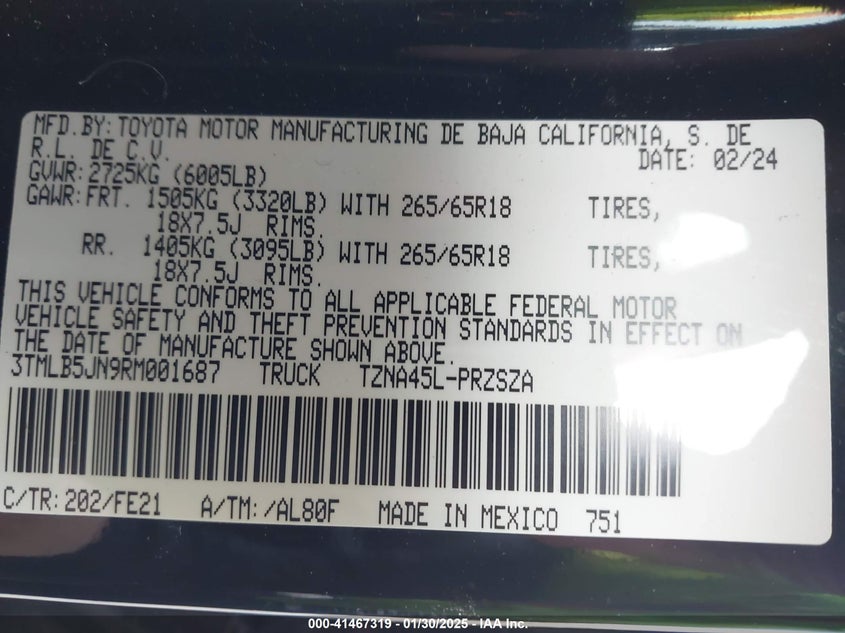 MFD.BY:TOYOTA MOTOR MANUFACTURING DE BAJA CALIFORNIA, S. DE
R.L. DE C.V. DATE: 02/24
GVWR:2725KG (6005LB)
GAWR:FRT. 1505KG (3320LB) WITH 265/65R18 TIRES,
18X7.5J RIMS.
RR. 1405KG (3095LB) WITH 265/65R18 TIRES,
18X7.5J RIMS.
THIS VEHICLE CONFORMS TO ALL APPLICABLE FEDERAL MOTOR
VEHICLE SAFETY AND THEFT PREVENTION STANDARDS IN EFFECT ON
THE DATE OF MANUFACTURE SHOWN ABOVE.
3TMLB5JN9RM001687 TRUCK TZNA45L-PRZSZA
C/TR:202/FE21 A/TM:/AL80F MADE IN MEXICO 751
000-41467319 - 01/30/2025 - IAA Inc.